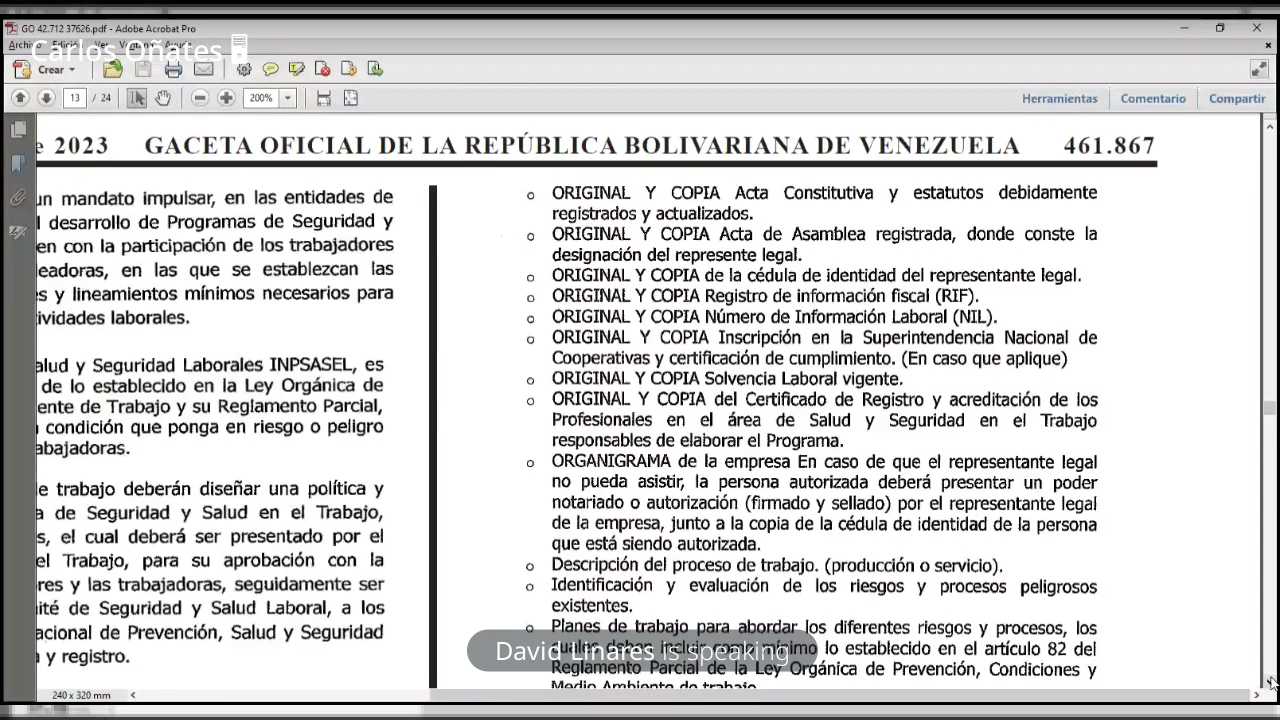 GO 42.712 37626.pdf - Adobe Acrobat Pro
Archivo Edición Ver Ventana Ayuda
Carlos Oñates
Crear
13 / 24
200%
Herramientas Comentario Compartir
e 2023 GACETA OFICIAL DE LA REPÚBLICA BOLIVARIANA DE VENEZUELA 461.867
un mandato impulsar, en las entidades de
l desarrollo de Programas de Seguridad y
en con la participación de los trabajadores
leadoras, en las que se establezcan las
s y lineamientos mínimos necesarios para
ividades laborales.
alud y Seguridad Laborales INPSASEL, es
de lo establecido en la Ley Orgánica de
ente de Trabajo y su Reglamento Parcial,
condición que ponga en riesgo o peligro
abajadoras.
e trabajo deberán diseñar una política y
a de Seguridad y Salud en el Trabajo,
s, el cual deberá ser presentado por el
el Trabajo, para su aprobación con la
res y las trabajadoras, seguidamente ser
ité de Seguridad y Salud Laboral, a los
acional de Prevención, Salud y Seguridad
y registro.
o ORIGINAL Y COPIA Acta Constitutiva y estatutos debidamente
registrados y actualizados.
o ORIGINAL Y COPIA Acta de Asamblea registrada, donde conste la
designación del represente legal.
o ORIGINAL Y COPIA de la cédula de identidad del representante legal.
o ORIGINAL Y COPIA Registro de información fiscal (RIF).
o ORIGINAL Y COPIA Número de Información Laboral (NIL).
o ORIGINAL Y COPIA Inscripción en la Superintendencia Nacional de
Cooperativas y certificación de cumplimiento. (En caso que aplique)
o ORIGINAL Y COPIA Solvencia Laboral vigente.
o ORIGINAL Y COPIA del Certificado de Registro y acreditación de los
Profesionales en el área de Salud y Seguridad en el Trabajo
responsables de elaborar el Programa.
o ORGANIGRAMA de la empresa En caso de que el representante legal
no pueda asistir, la persona autorizada deberá presentar un poder
notariado o autorización (firmado y sellado) por el representante legal
de la empresa, junto a la copia de la cédula de identidad de la persona
que está siendo autorizada.
o Descripción del proceso de trabajo. (producción o servicio).
o Identificación y evaluación de los riesgos y procesos peligrosos
existentes.
o Planes de trabajo para abordar los diferentes riesgos y procesos, los
lo establecido en el artículo 82 del
Reglamento Parcial de la Ley Orgánica de Prevención, Condiciones y
Medio Ambiente de trabajo.
David Linares is speaking
240 x 320 mm